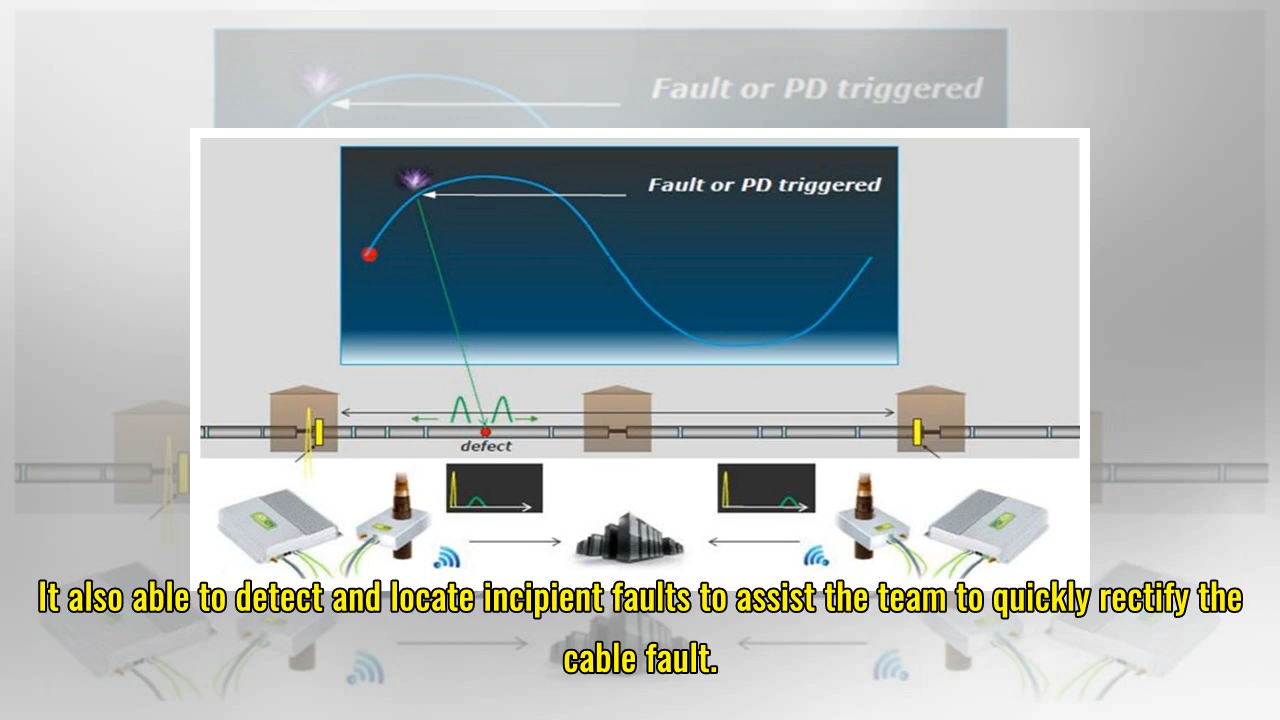 Fault or PD triggered
Fault or PD triggered
defect
It also able to detect and locate incipient faults to assist the team to quickly rectify the
cable fault.